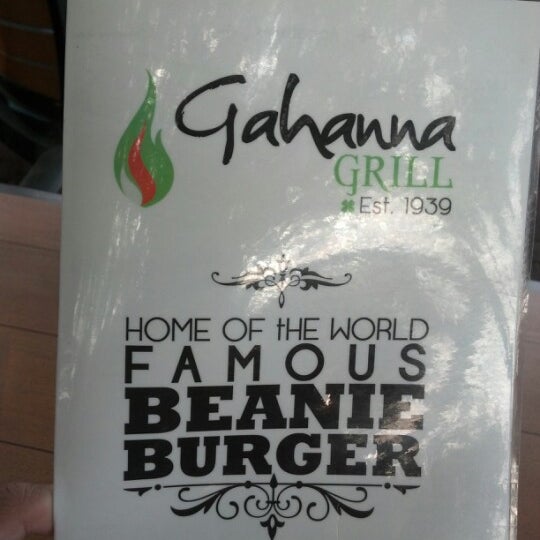 Gahanna
GRILL
Est. 1939
HOME OF tHE WORLD
FAMOUS
BEANIE
BURGER